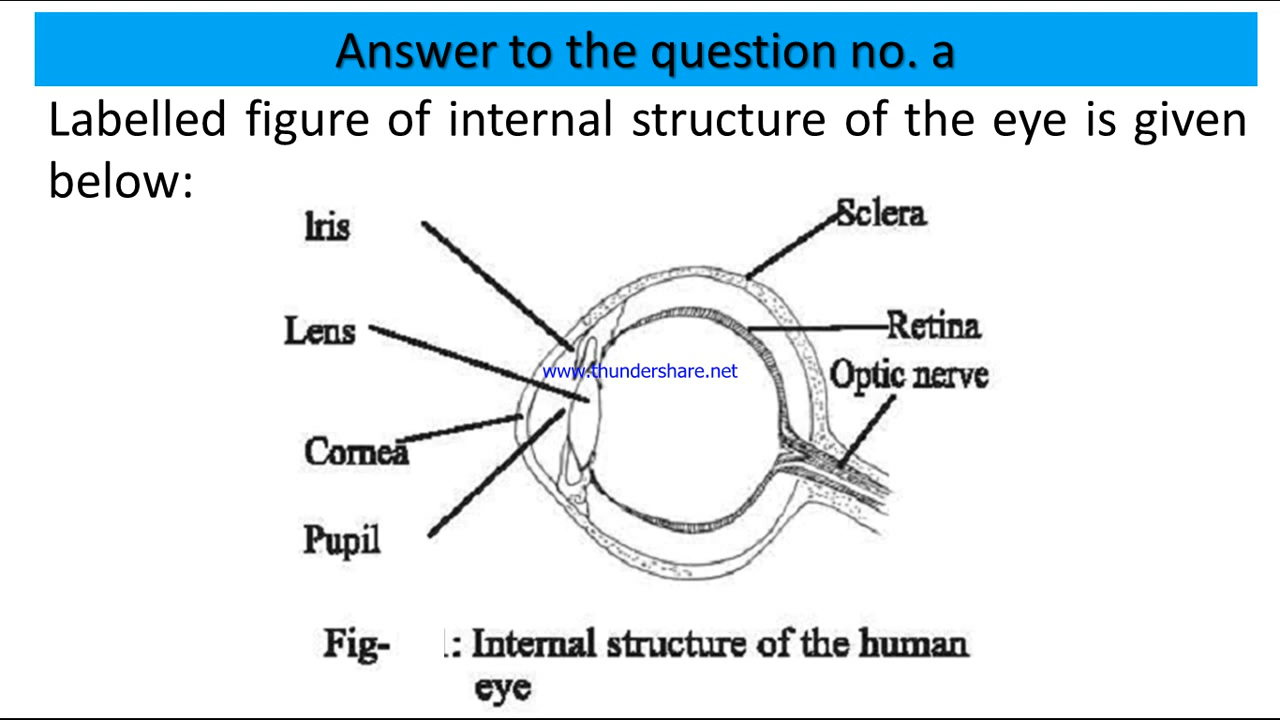 Answer to the question no. a
Labelled figure of internal structure of the eye is given
below:
Iris
Sclera
Lens
Retina
www.thundershare.net
Optic nerve
Cornea
Pupil
Fig- : Internal structure of the human
eye